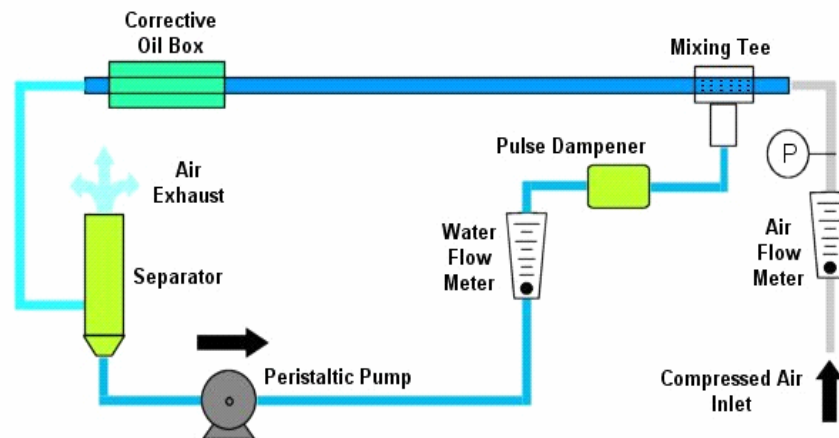 Corrective
Oil Box
Mixing Tee
Pulse Dampener
P
Air
Exhaust
Water
Flow
Meter
Air
Flow
Meter
Separator
Peristaltic Pump
Compressed Air
Inlet